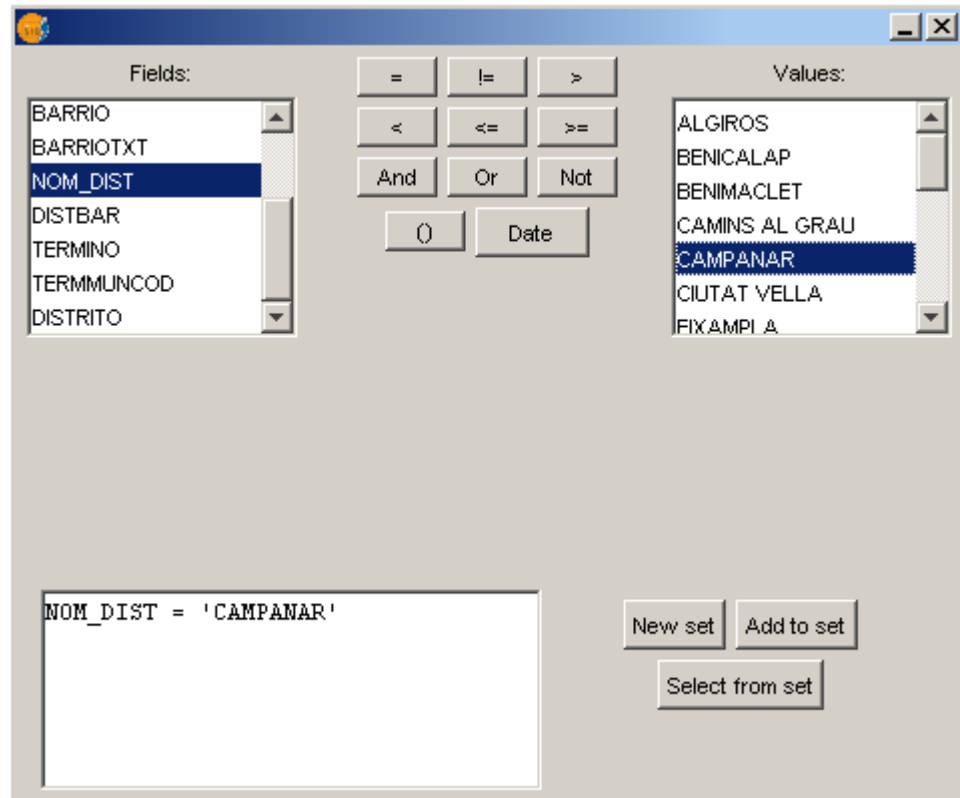 Fields:
BARRIO
BARRIOTXT
NOM_DIST
DISTBAR
TERMINO
TERMMUNCOD
DISTRITO
= != >
< <= >=
And Or Not
() Date
Values:
ALGIROS
BENICALAP
BENIMACLET
CAMINS AL GRAU
CAMPANAR
CIUTAT VELLA
EIXAMPLA
NOM_DIST = 'CAMPANAR'
New set Add to set
Select from set